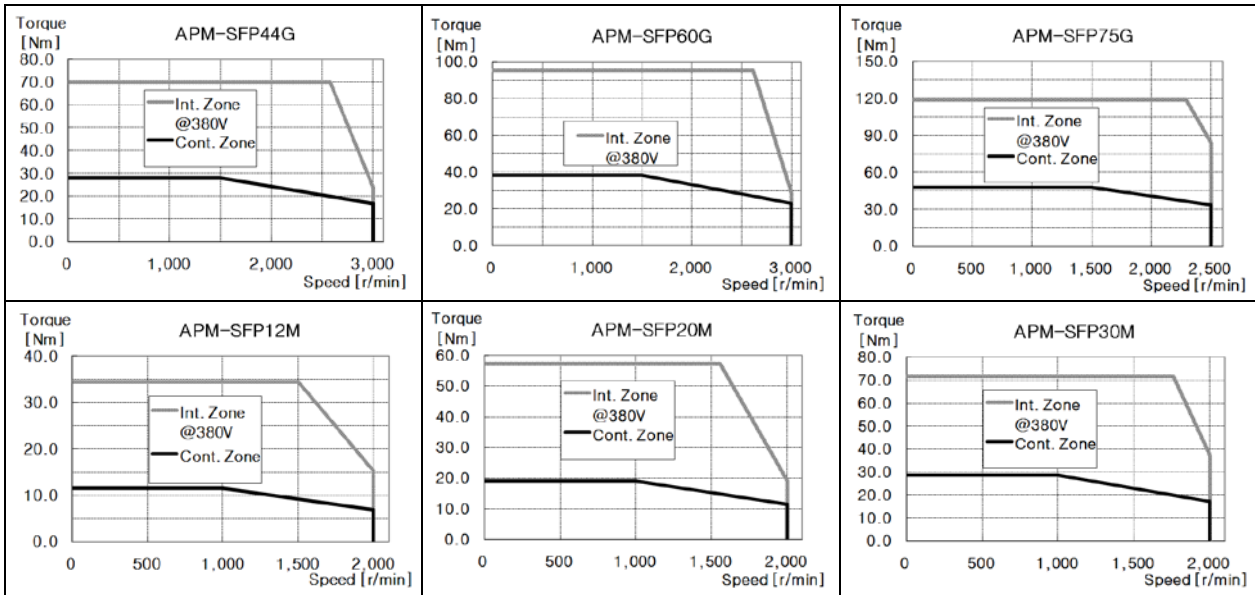 Torque
[Nm]
APM-SFP44G
80.0
70.0
60.0
50.0
40.0
30.0
20.0
10.0
0.0
Int. Zone
@380V
Cont. Zone
0 1,000 2,000 3,000
Speed [r/min]
Torque
[Nm]
APM-SFP60G
100.0
80.0
60.0
40.0
20.0
0.0
Int. Zone
@380V
0 1,000 2,000 3,000
Speed [r/min]
Torque
[Nm]
APM-SFP75G
150.0
120.0
90.0
60.0
30.0
0.0
Int. Zone
@380V
Cont. Zone
0 500 1,000 1,500 2,000 2,500
Speed [r/min]
Torque
[Nm]
APM-SFP12M
40.0
30.0
20.0
10.0
0.0
Int. Zone
@380V
Cont. Zone
0 500 1,000 1,500 2,000
Speed [r/min]
Torque
[Nm]
APM-SFP20M
60.0
50.0
40.0
30.0
20.0
10.0
0.0
Int. Zone
@380V
Cont. Zone
0 500 1,000 1,500 2,000
Speed [r/min]
Torque
[Nm]
APM-SFP30M
80.0
70.0
60.0
50.0
40.0
30.0
20.0
10.0
0.0
Int. Zone
@380V
Cont. Zone
0 500 1,000 1,500 2,000
Speed [r/min]